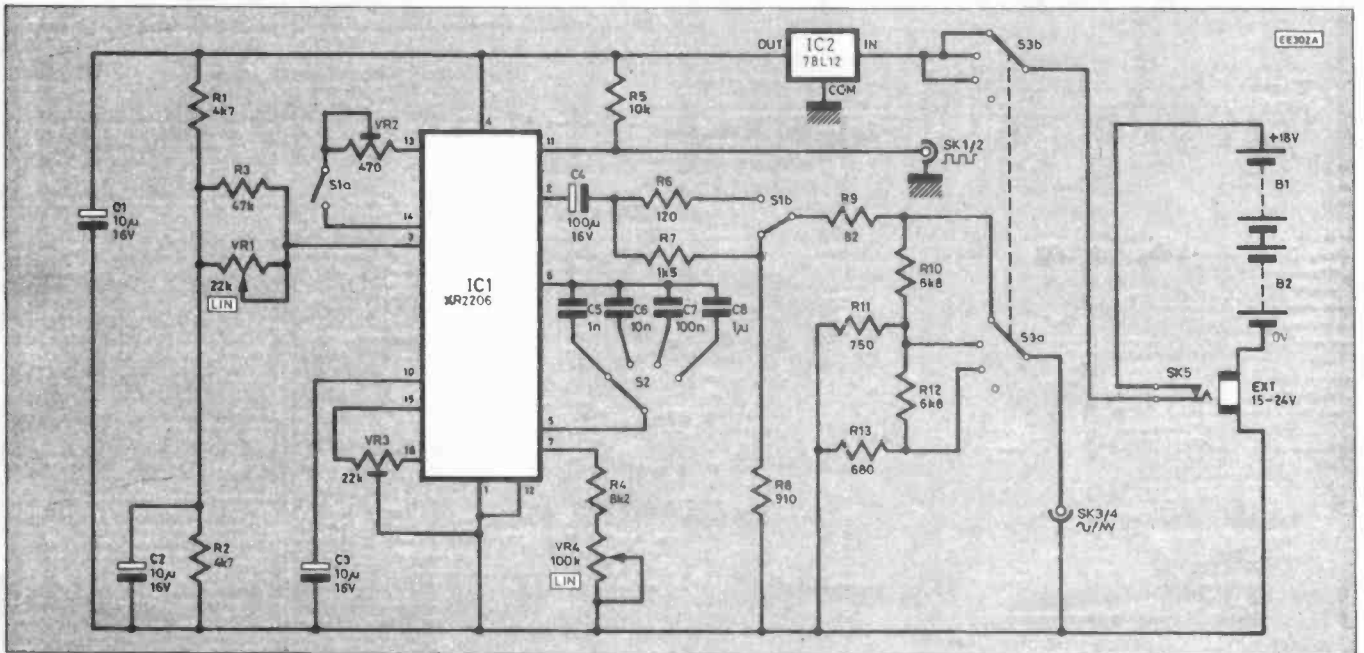 EE302A
OUT
IC2
78L12
IN
COM
S3b
R1
4k7
R5
10k
4
VR2
470
13
11
SK1/2
+18V
B1
S1a
14
2
C4
100µ
16V
R6
120
S1b
R9
82
R3
47k
3
R7
1k5
C1
10µ
16V
VR1
22k
LIN
IC1
XR2206
6
C5
1n
C6
10n
C7
100n
C8
1µ
R10
6k8
B2
0V
R11
750
S3a
S2
10
15
R12
6k8
SK5
EXT
15-24V
5
R13
680
VR3
22k
16
7
R4
8k2
R8
910
1
12
SK3/4
C2
10µ
16V
R2
4k7
C3
10µ
16V
VR4
100k
LIN